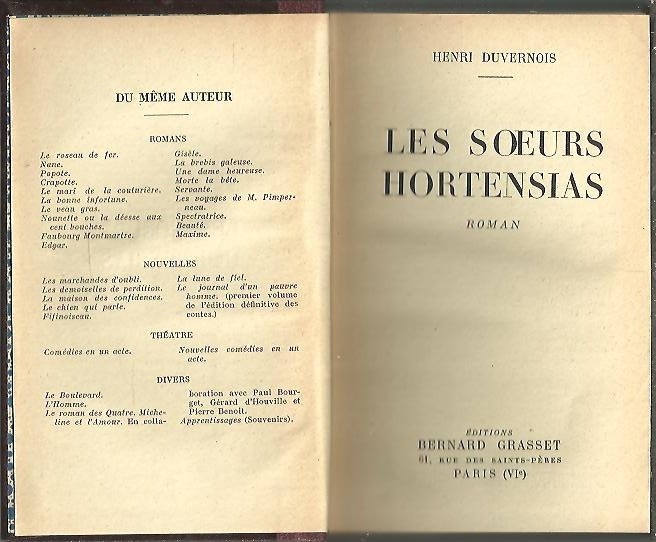 DU MÊME AUTEUR
ROMANS
Le roseau de fer.
Nane.
Popote.
Crapotte.
Le mari de la couturière.
La bonne infortune.
Le veau gras.
Nounette ou la déesse aux
cent bouches.
Faubourg Montmartre.
Edgar.
Gisèle.
La brebis galeuse.
Une dame heureuse.
Morte la bête.
Servante.
Les voyages de M. Pimper-
neau.
Spectatrice.
Beauté.
Maxime.
NOUVELLES
Les marchandes d'oubli.
Les demoiselles de perdition.
La maison des confidences.
Le chien qui parle.
Fifinoiseau.
La lune de fiel.
Le journal d'un pauvre
homme. (premier volume
de l'édition définitive des
contes.)
THÉATRE
Comédies en un acte.
Nouvelles comédies en un
acte.
DIVERS
Le Boulevard.
L'Homme.
Le roman des Quatre. Miche-
line et l'Amour. En colla-
boration avec Paul Bour-
get, Gérard d'Houville et
Pierre Benoit.
Apprentissages (Souvenirs).
HENRI DUVERNOIS
LES SŒURS
HORTENSIAS
ROMAN
ÉDITIONS
BERNARD GRASSET
61, RUE DES SAINTS-PÈRES
PARIS (VIe)